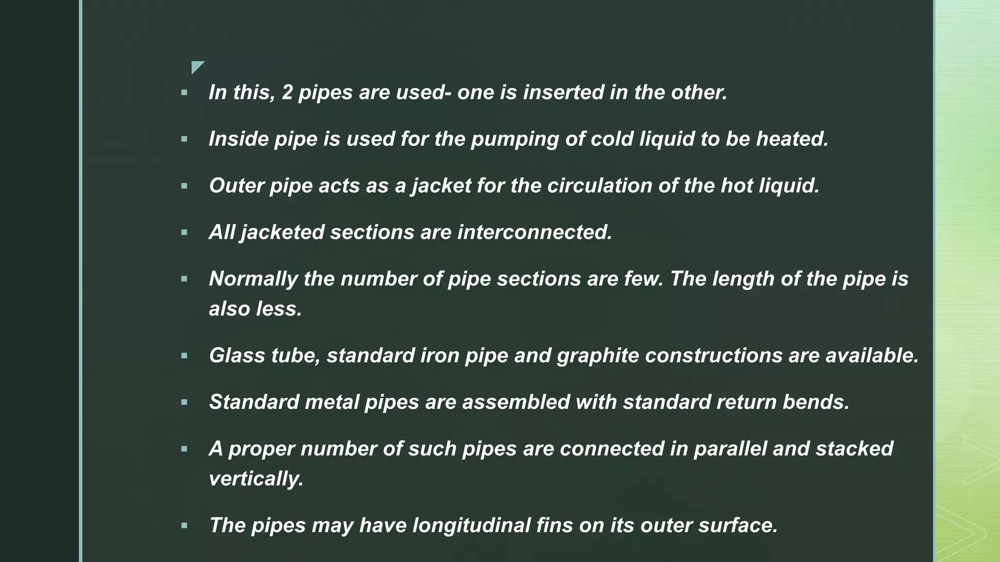 In this, 2 pipes are used- one is inserted in the other.
Inside pipe is used for the pumping of cold liquid to be heated.
Outer pipe acts as a jacket for the circulation of the hot liquid.
All jacketed sections are interconnected.
Normally the number of pipe sections are few. The length of the pipe is
also less.
Glass tube, standard iron pipe and graphite constructions are available.
Standard metal pipes are assembled with standard return bends.
A proper number of such pipes are connected in parallel and stacked
vertically.
The pipes may have longitudinal fins on its outer surface.